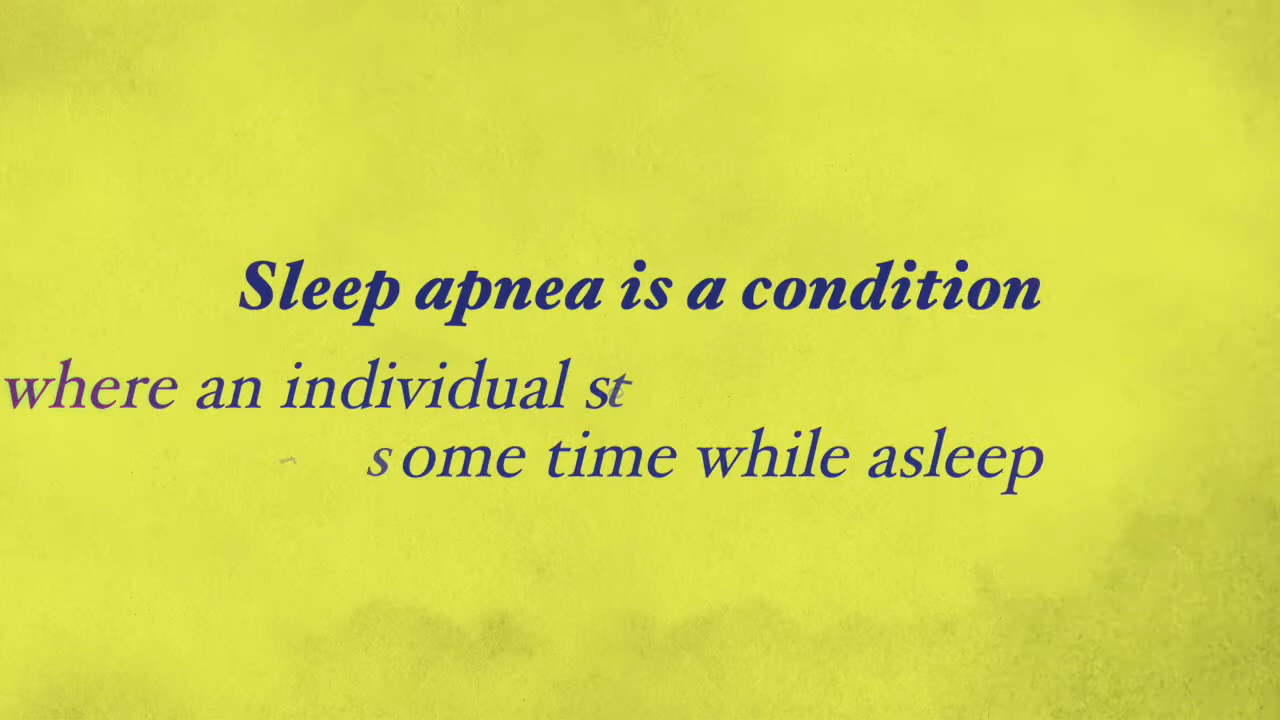 Sleep apnea is a condition
where an individual st
some time while asleep